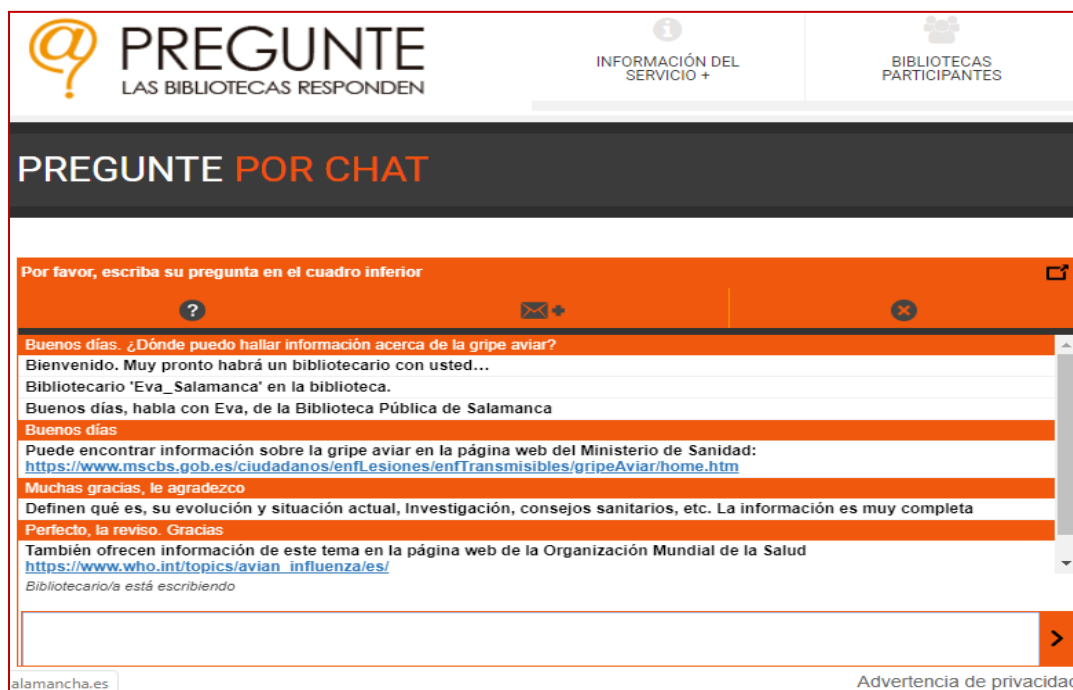 PREGUNTE
LAS BIBLIOTECAS RESPONDEN
INFORMACIÓN DEL
SERVICIO +
BIBLIOTECAS
PARTICIPANTES
PREGUNTE POR CHAT
Por favor, escriba su pregunta en el cuadro inferior
Buenos días. ¿Dónde puedo hallar información acerca de la gripe aviar?
Bienvenido. Muy pronto habrá un bibliotecario con usted...
Bibliotecario 'Eva_Salamanca' en la biblioteca.
Buenos días, habla con Eva, de la Biblioteca Pública de Salamanca
Buenos días
Puede encontrar información sobre la gripe aviar en la página web del Ministerio de Sanidad:
https://www.mscbs.gob.es/ciudadanos/enfLesiones/enfTransmisibles/gripeAviar/home.htm
Muchas gracias, le agradezco
Definen qué es, su evolución y situación actual, Investigación, consejos sanitarios, etc. La información es muy completa
Perfecto, la reviso. Gracias
También ofrecen información de este tema en la página web de la Organización Mundial de la Salud
https://www.who.int/topics/avian_influenza/es/
Bibliotecario/a está escribiendo
alamancha.es
Advertencia de privacidad